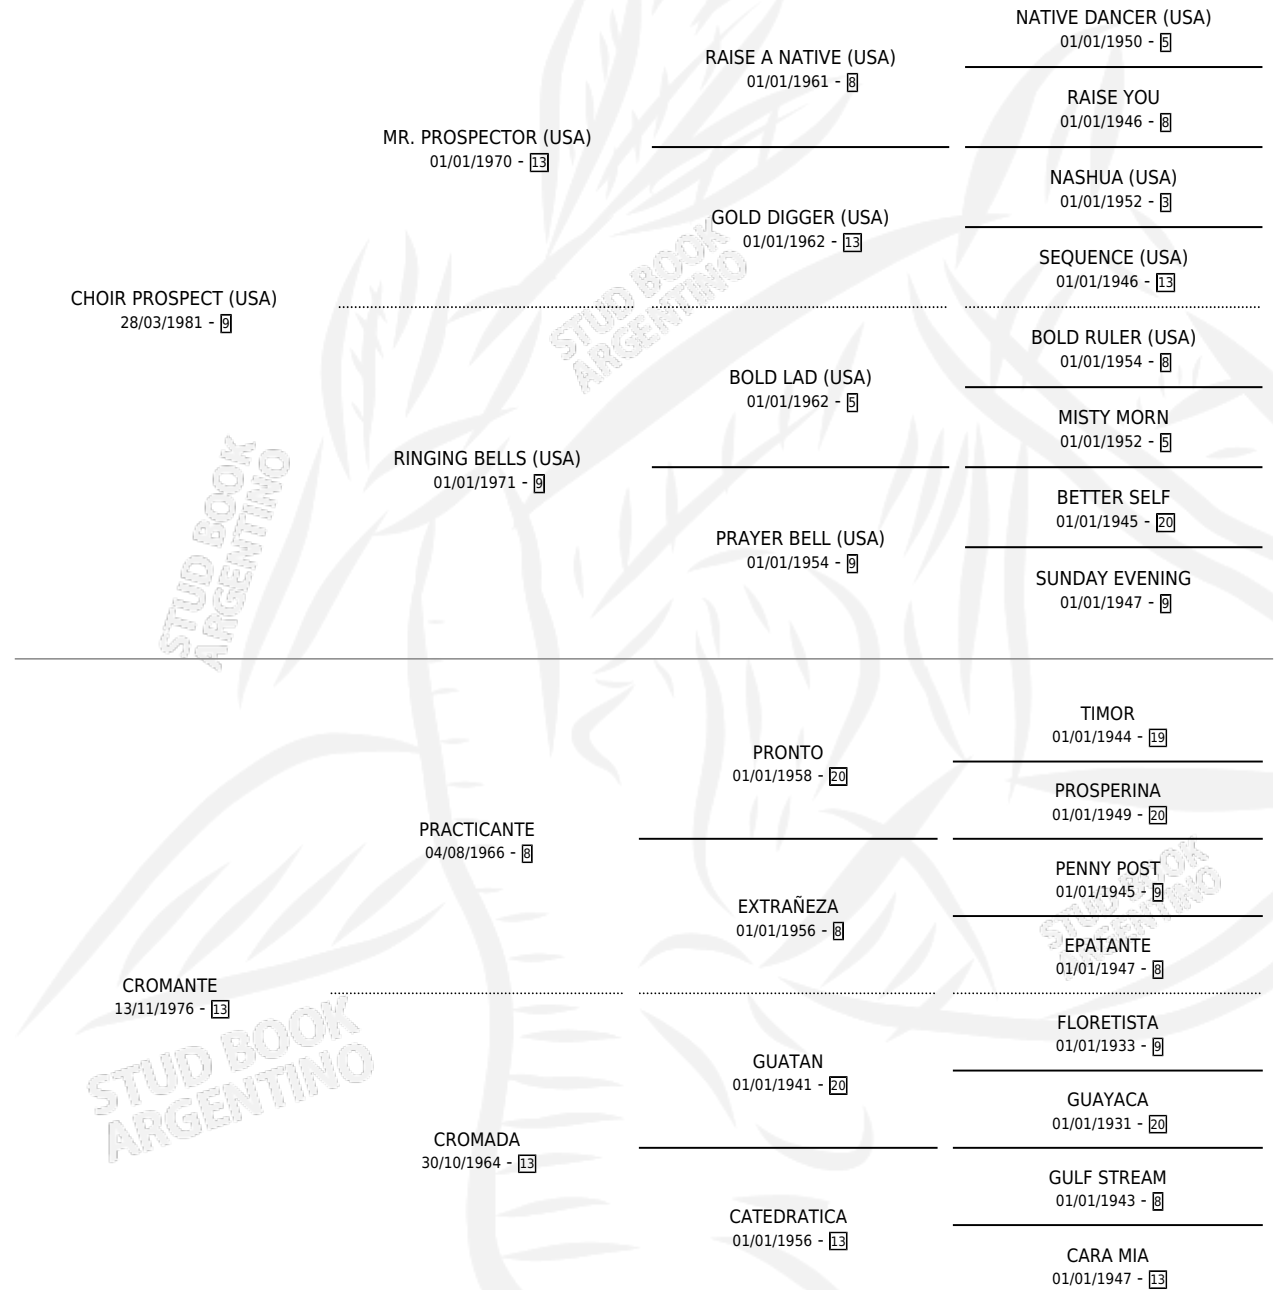 NATIVE DANCER (USA)
01/01/1950 - 5
RAISE A NATIVE (USA)
01/01/1961 - 8
RAISE YOU
01/01/1946 - 8
MR. PROSPECTOR (USA)
01/01/1970 - 13
NASHUA (USA)
01/01/1952 - 3
GOLD DIGGER (USA)
01/01/1962 - 13
SEQUENCE (USA)
01/01/1946 - 13
CHOIR PROSPECT (USA)
28/03/1981 - 9
BOLD RULER (USA)
01/01/1954 - 8
BOLD LAD (USA)
01/01/1962 - 5
MISTY MORN
01/01/1952 - 5
RINGING BELLS (USA)
01/01/1971 - 9
BETTER SELF
01/01/1945 - 20
PRAYER BELL (USA)
01/01/1954 - 9
SUNDAY EVENING
01/01/1947 - 9
TIMOR
01/01/1944 - 19
PRONTO
01/01/1958 - 20
PROSPERINA
01/01/1949 - 20
PRACTICANTE
04/08/1966 - 8
PENNY POST
01/01/1945 - 9
EXTRAÑEZA
01/01/1956 - 8
EPATANTE
01/01/1947 - 8
CROMANTE
13/11/1976 - 13
FLORETISTA
01/01/1933 - 9
GUATAN
01/01/1941 - 20
GUAYACA
01/01/1931 - 20
CROMADA
30/10/1964 - 13
GULF STREAM
01/01/1943 - 8
CATEDRATICA
01/01/1956 - 13
CARA MIA
01/01/1947 - 13
STUD BOOK
ARGENTINO
STUD BOOK
ARGENTINO
STUD BOOK
ARGENTINO
STUD BOOK
ARGENTINO